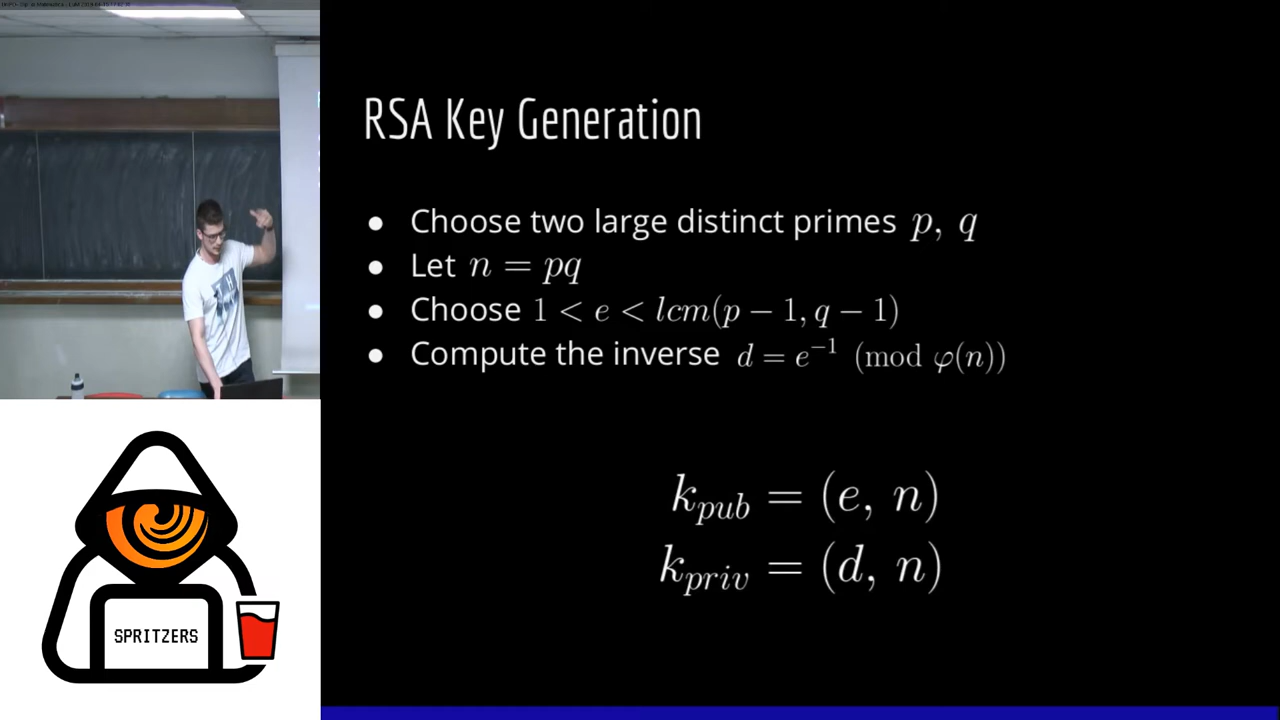 RSA Key Generation
● Choose two large distinct primes p, q
● Let n = pq
● Choose 1 < e < lcm(p − 1, q − 1)
● Compute the inverse d = e⁻¹ (mod φ(n))
k_pub = (e, n)
k_priv = (d, n)
SPRITZERS